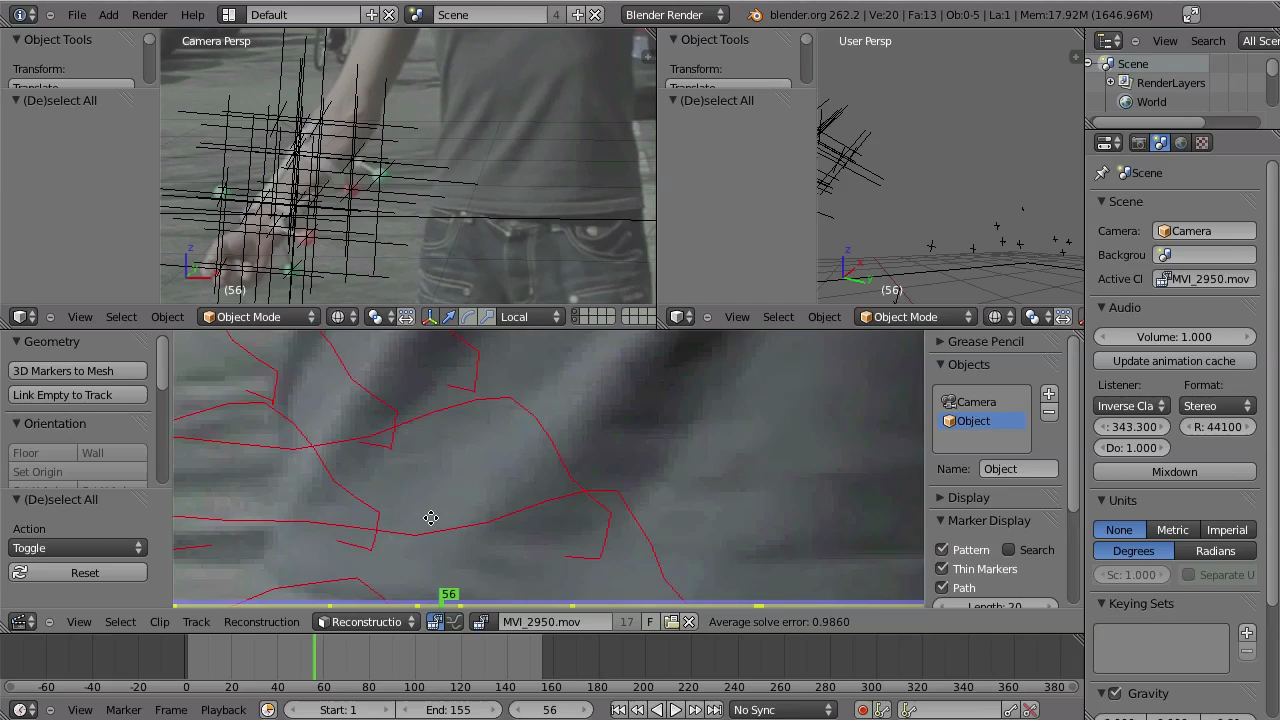 File Add Render Help Default Scene 4 Blender Render blender.org 262.2 | Ve:20 | Fa:13 | Ob:0-5 | La:1 | Mem:17.92M (1646.96M)
Object Tools
Transform:
Translate
(De)select All
Camera Persp
z
(56)
View Select Object Object Mode Local
Object Tools
Transform:
(De)select All
User Persp
z
x
y
(56)
View Select Object Object Mode
View Search All Scen
Scene
RenderLayers
World
Scene
Scene
Camera: Camera
Backgrou
Active Cl MVI_2950.mov
Audio
Volume: 1.000
Update animation cache
Listener: Format:
Inverse Cla Stereo
: 343.300 R: 44100
Do: 1.000
Mixdown
Units
None Metric Imperial
Degrees Radians
Sc: 1.000 Separate U
Keying Sets
Gravity
Geometry
3D Markers to Mesh
Link Empty to Track
Orientation
Floor Wall
Set Origin
(De)select All
Action
Toggle
Reset
56
Grease Pencil
Objects
Camera
Object
Name: Object
Display
Marker Display
Pattern Search
Thin Markers
Path
Length: 20
View Select Clip Track Reconstruction Reconstructio MVI_2950.mov 17 F Average solve error: 0.9860
-60 -40 -20 0 20 40 60 80 100 120 140 160 180 200 220 240 260 280 300 320 340 360 380
View Marker Frame Playback Start: 1 End: 155 56 No Sync